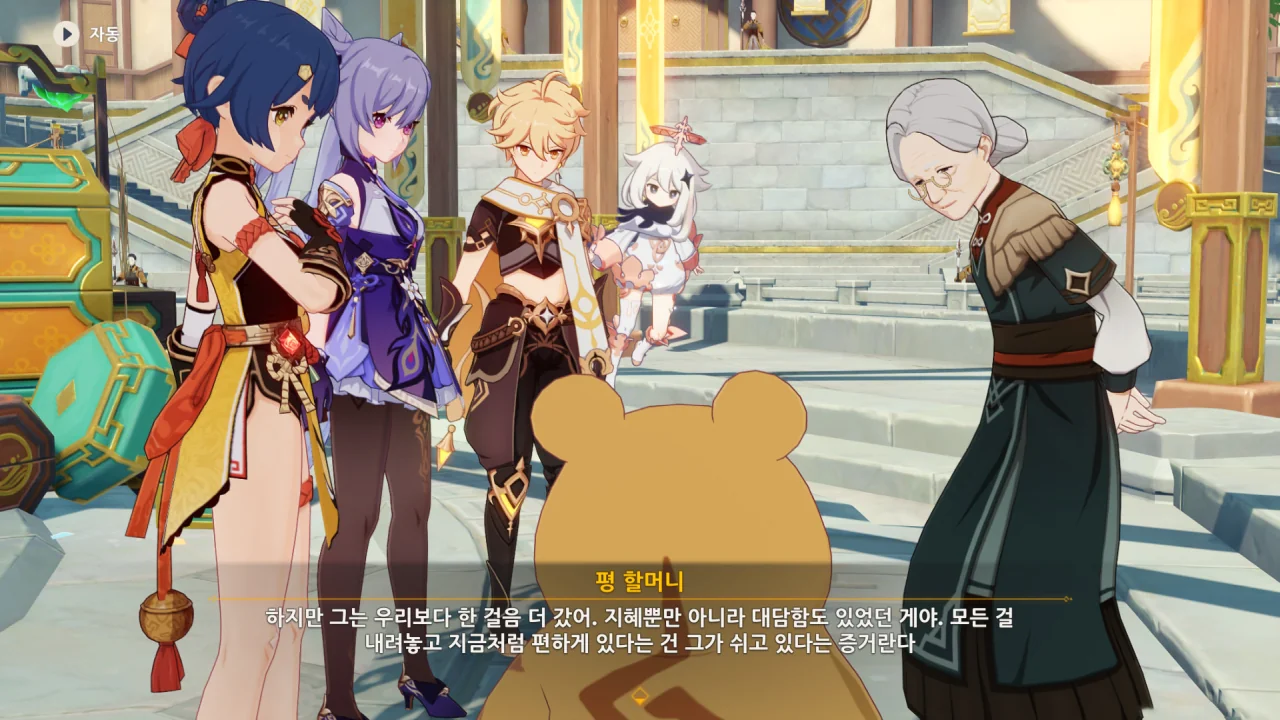 자동
평 할머니
하지만 그는 우리보다 한 걸음 더 갔어. 지혜뿐만 아니라 대담함도 있었던 게야. 모든 걸
내려놓고 지금처럼 편하게 있다는 건 그가 쉬고 있다는 증거란다